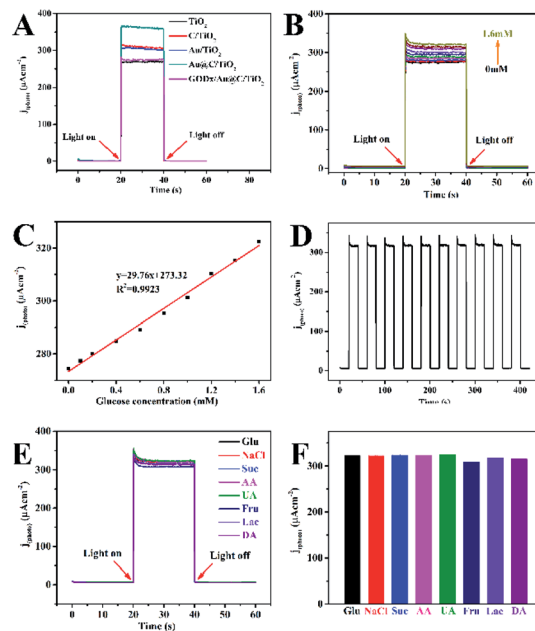 A
400
300
200
100
0
j(photo) (μAcm⁻²)
TiO₂
C/TiO₂
Au/TiO₂
Au@C/TiO₂
GODx/Au@C/TiO₂
Light on
Light off
0 20 40 60 80
Time (s)
B
400
300
200
100
0
j(photo) (μAcm⁻²)
1.6mM
0mM
Light on
Light off
0 10 20 30 40 50 60
Time (s)
C
320
300
280
j(photo) (μAcm⁻²)
y=29.76x+273.32
R²=0.9923
0.0 0.4 0.8 1.2 1.6
Glucose concentration (mM)
D
400
300
200
100
0
(μAcm⁻²)
0 100 200 300 400
Time (s)
E
400
300
200
100
0
j(photo) (μAcm⁻²)
Glu
NaCl
Suc
AA
UA
Fru
Lac
DA
Light on
Light off
0 10 20 30 40 50 60
Time (s)
F
300
200
100
0
j(photo) (μAcm⁻²)
Glu NaCl Suc AA UA Fru Lac DA